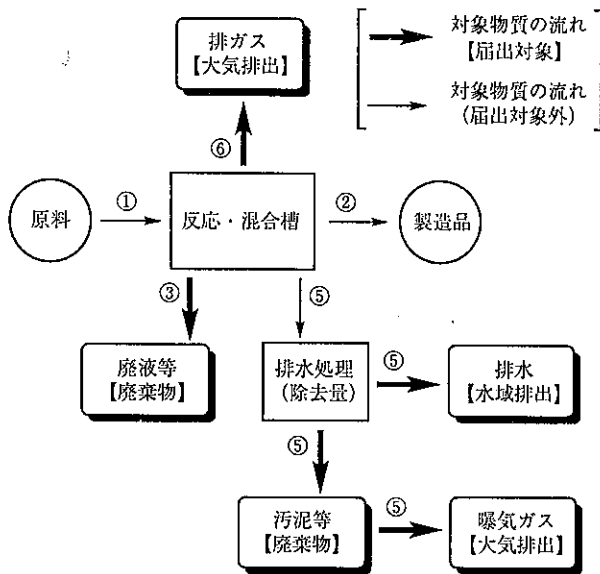 排ガス
【大気排出】
対象物質の流れ
【届出対象】
対象物質の流れ
(届出対象外)
⑥
原料
①
反応・混合槽
②
製造品
③
⑤
廃液等
【廃棄物】
排水処理
(除去量)
⑤
排水
【水域排出】
⑤
汚泥等
【廃棄物】
⑤
曝気ガス
【大気排出】